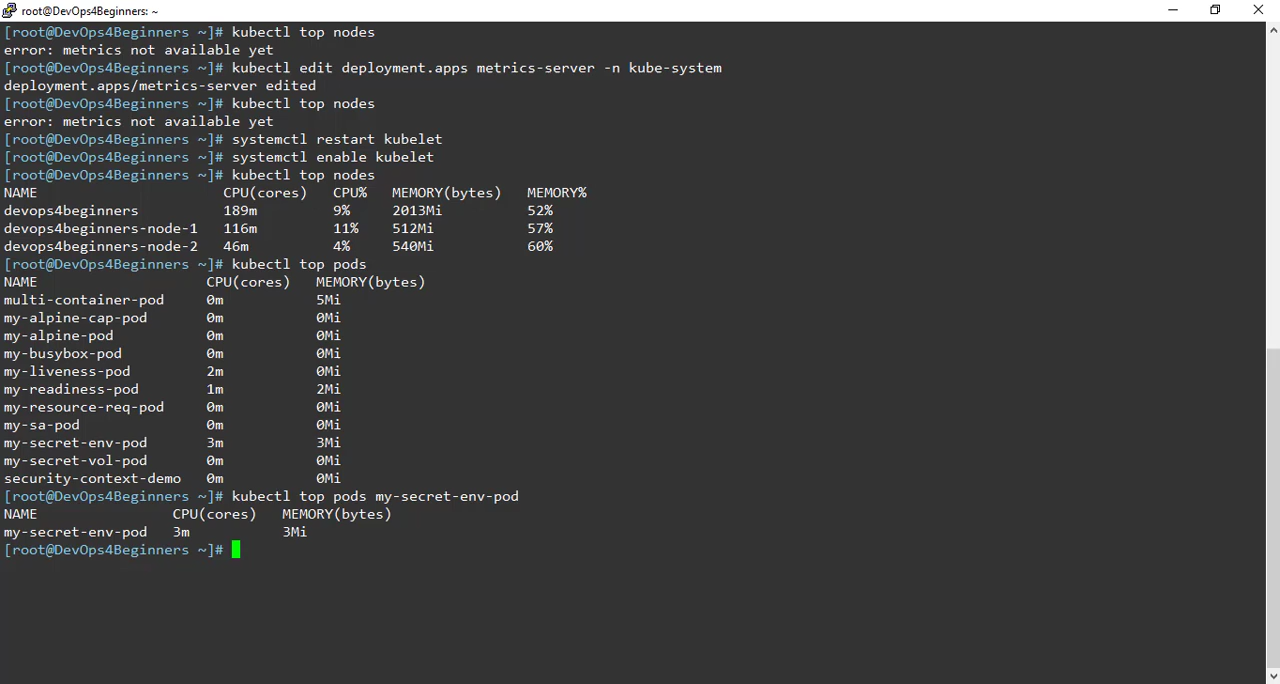 root@DevOps4Beginners: ~
[root@DevOps4Beginners ~]# kubectl top nodes
error: metrics not available yet
[root@DevOps4Beginners ~]# kubectl edit deployment.apps metrics-server -n kube-system
deployment.apps/metrics-server edited
[root@DevOps4Beginners ~]# kubectl top nodes
error: metrics not available yet
[root@DevOps4Beginners ~]# systemctl restart kubelet
[root@DevOps4Beginners ~]# systemctl enable kubelet
[root@DevOps4Beginners ~]# kubectl top nodes
NAME                      CPU(cores)   CPU%   MEMORY(bytes)   MEMORY%
devops4beginners          189m         9%     2013Mi          52%
devops4beginners-node-1   116m         11%    512Mi           57%
devops4beginners-node-2   46m          4%     540Mi           60%
[root@DevOps4Beginners ~]# kubectl top pods
NAME                    CPU(cores)   MEMORY(bytes)
multi-container-pod     0m           5Mi
my-alpine-cap-pod       0m           0Mi
my-alpine-pod           0m           0Mi
my-busybox-pod          0m           0Mi
my-liveness-pod         2m           0Mi
my-readiness-pod        1m           2Mi
my-resource-req-pod     0m           0Mi
my-sa-pod               0m           0Mi
my-secret-env-pod       3m           3Mi
my-secret-vol-pod       0m           0Mi
security-context-demo   0m           0Mi
[root@DevOps4Beginners ~]# kubectl top pods my-secret-env-pod
NAME                CPU(cores)   MEMORY(bytes)
my-secret-env-pod   3m           3Mi
[root@DevOps4Beginners ~]#